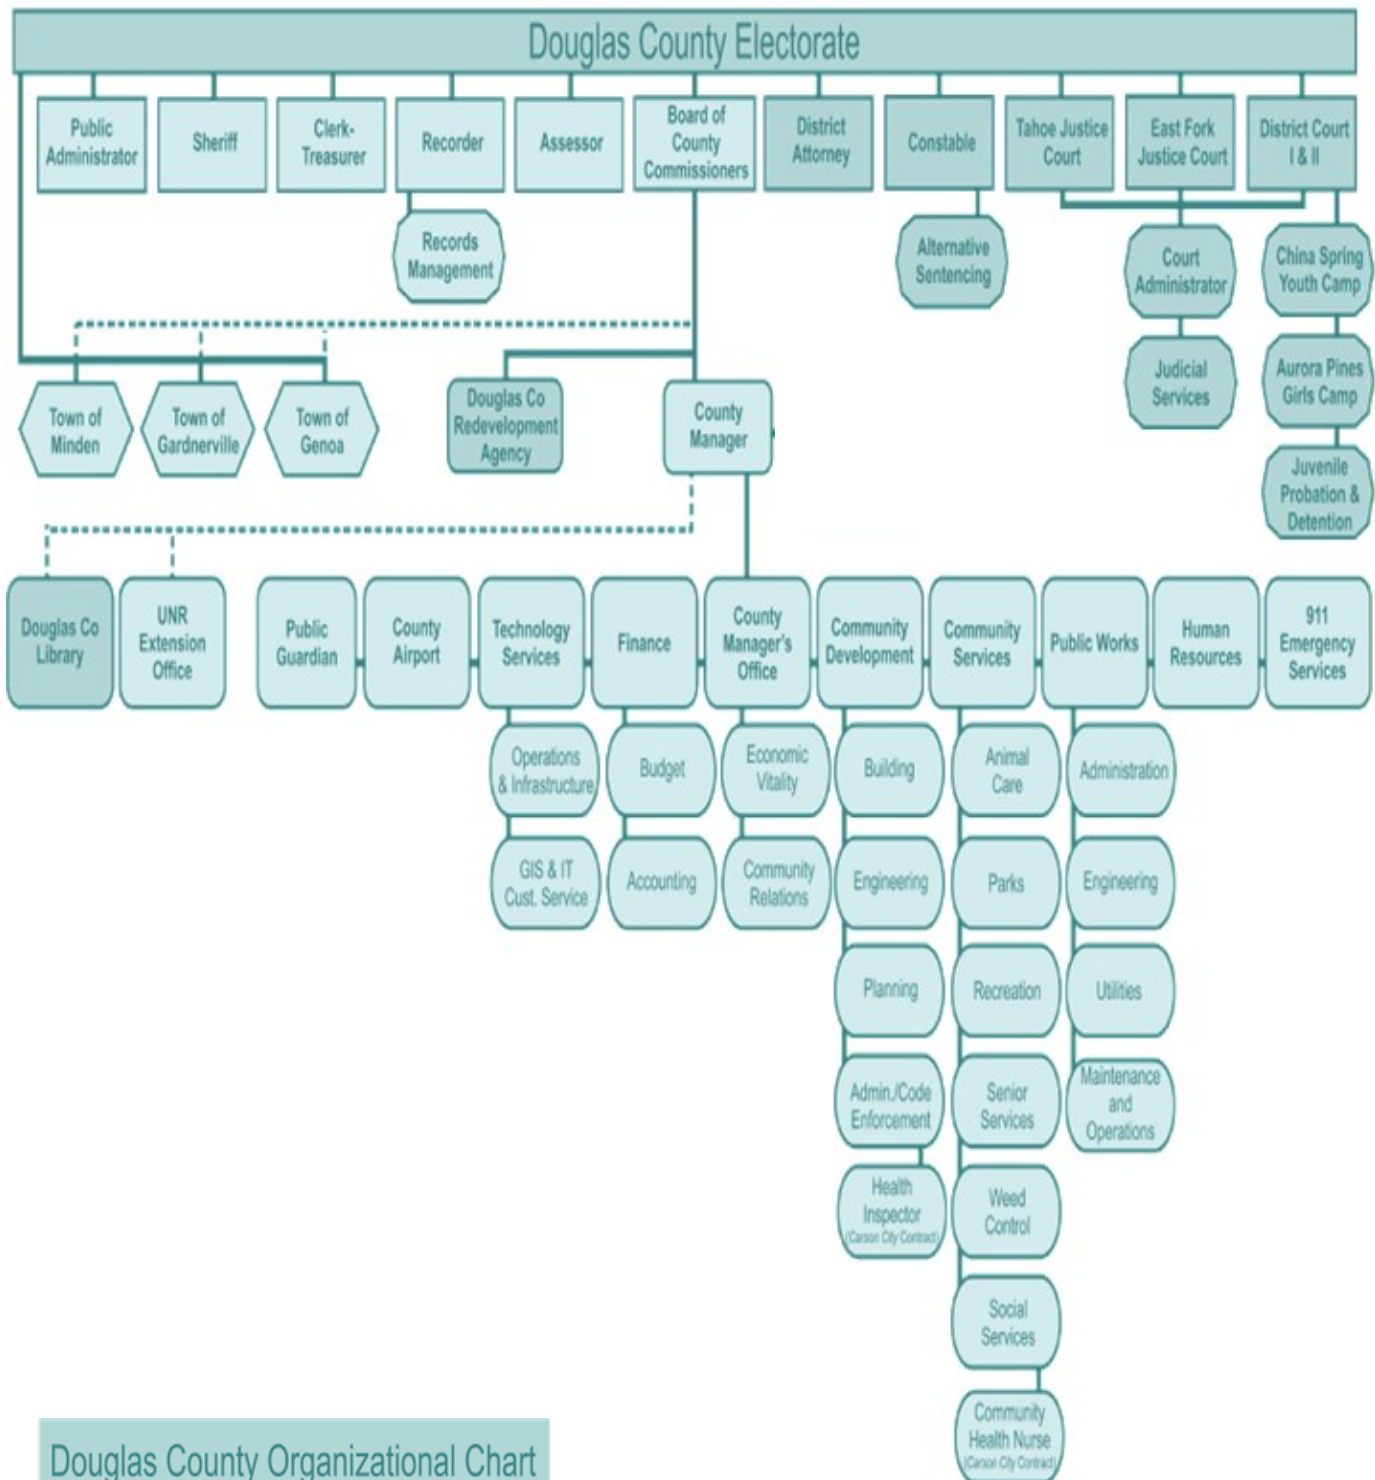 Douglas County Electorate
Public
Administrator
Sheriff
Clerk-
Treasurer
Recorder
Assessor
Board of
County
Commissioners
District
Attorney
Constable
Tahoe Justice
Court
East Fork
Justice Court
District Court
I & II
Records
Management
Alternative
Sentencing
Court
Administrator
China Spring
Youth Camp
Judicial
Services
Aurora Pines
Girls Camp
Juvenile
Probation &
Detention
Town of
Minden
Town of
Gardnerville
Town of
Genoa
Douglas Co
Redevelopment
Agency
County
Manager
Douglas Co
Library
UNR
Extension
Office
Public
Guardian
County
Airport
Technology
Services
Finance
County
Manager's
Office
Community
Development
Community
Services
Public Works
Human
Resources
911
Emergency
Services
Operations
& Infrastructure
GIS & IT
Cust. Service
Budget
Accounting
Economic
Vitality
Community
Relations
Building
Engineering
Planning
Admin./Code
Enforcement
Health
Inspector
(Carson City Contract)
Animal
Care
Parks
Recreation
Senior
Services
Weed
Control
Social
Services
Community
Health Nurse
(Carson City Contract)
Administration
Engineering
Utilities
Maintenance
and
Operations
Douglas County Organizational Chart